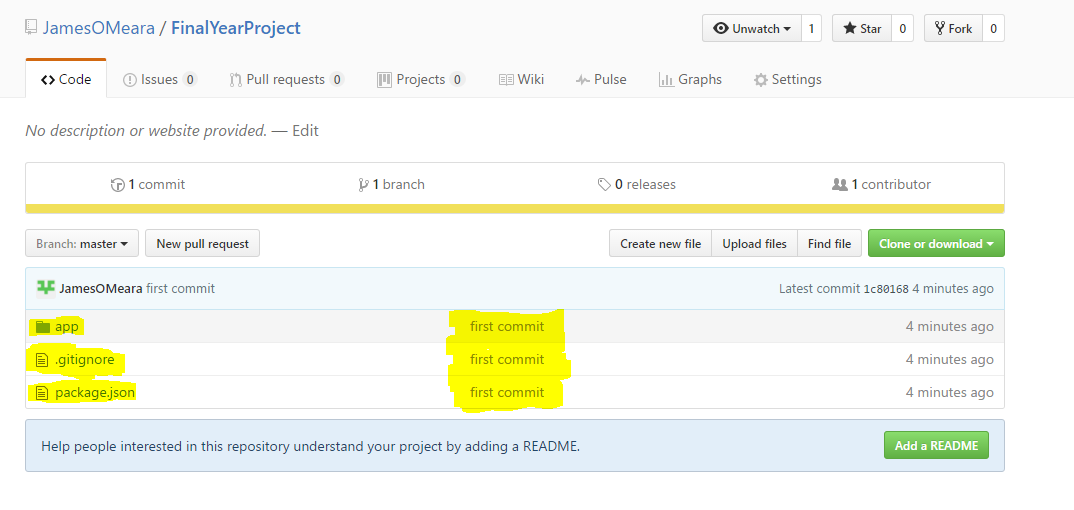 JamesOMeara / FinalYearProject
Unwatch 1 Star 0 Fork 0
Code Issues 0 Pull requests 0 Projects 0 Wiki Pulse Graphs Settings
No description or website provided. — Edit
1 commit 1 branch 0 releases 1 contributor
Branch: master New pull request Create new file Upload files Find file Clone or download
JamesOMeara first commit Latest commit 1c80168 4 minutes ago
app first commit 4 minutes ago
.gitignore first commit 4 minutes ago
package.json first commit 4 minutes ago
Help people interested in this repository understand your project by adding a README. Add a README